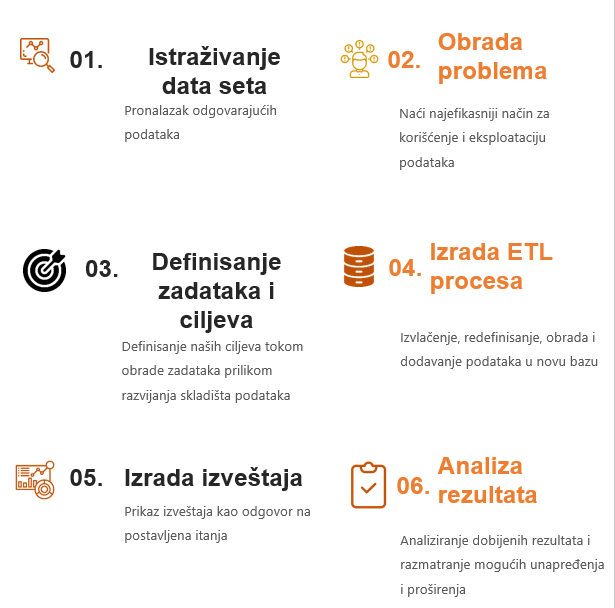 01.
Istraživanje
data seta
Pronalazak odgovarajućih
podataka
02.
Obrada
problema
Naći najefikasniji način za
korišćenje i eksploataciju
podataka
03.
Definisanje
zadataka i
ciljeva
Definisanje naših ciljeva tokom
obrade zadataka prilikom
razvijanja skladišta podataka
04.
Izrada ETL
procesa
Izvlačenje, redefinisanje, obrada i
dodavanje podataka u novu bazu
05.
Izrada izveštaja
Prikaz izveštaja kao odgovor na
postavljena itanja
06.
Analiza
rezultata
Analiziranje dobijenih rezultata i
razmatranje mogućih unapređenja
i proširenja